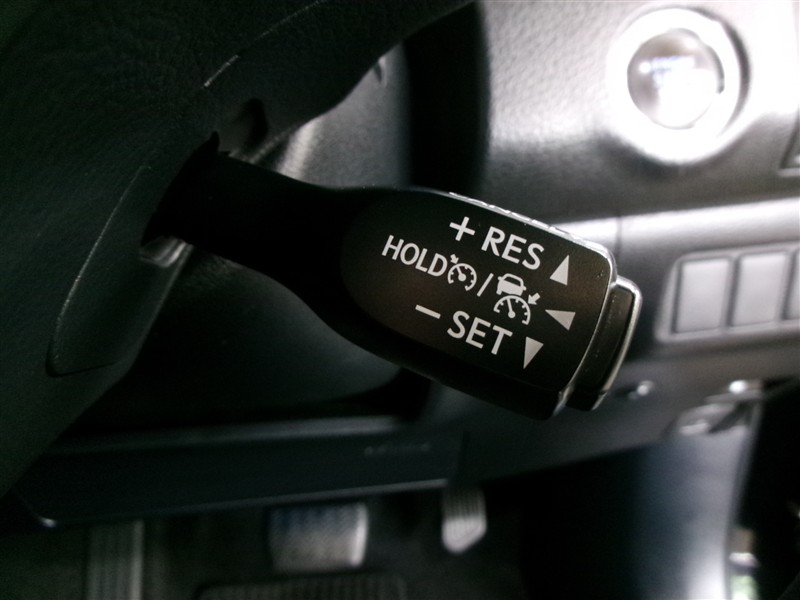 + RES
HOLD /
− SET